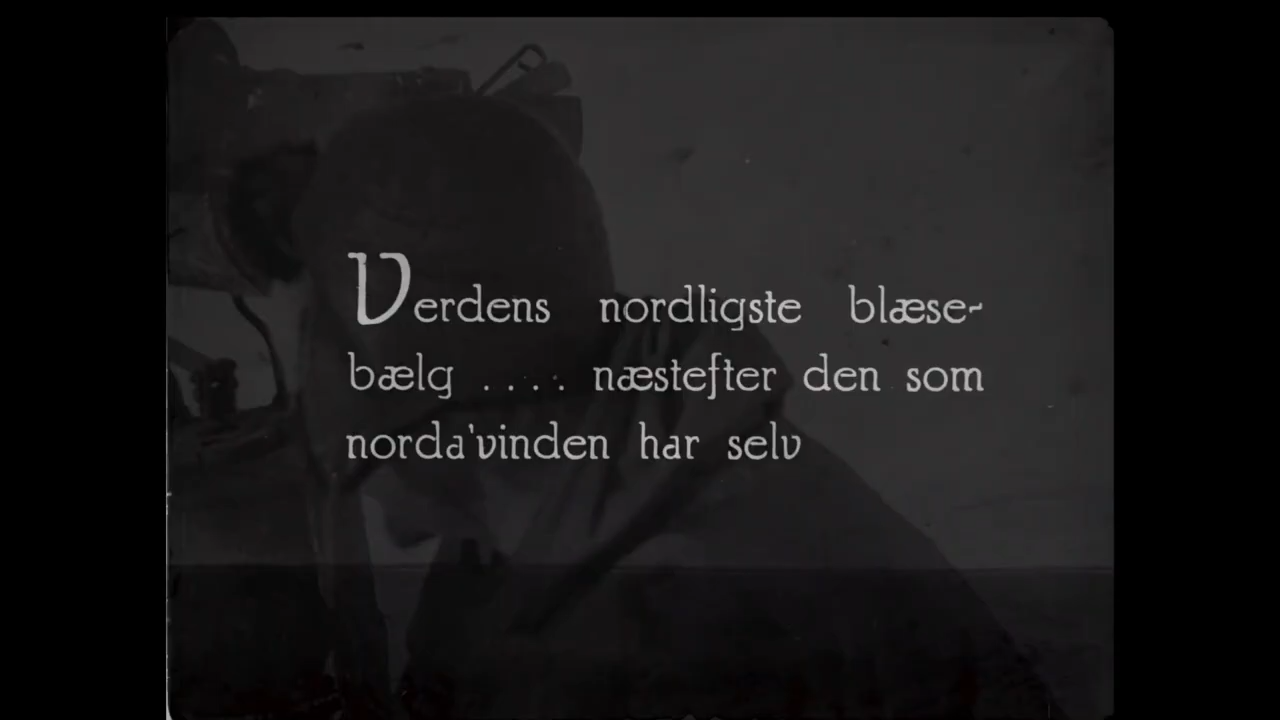 Verdens nordligste blæse-
bælg .... næstefter den som
norda'vinden har selv